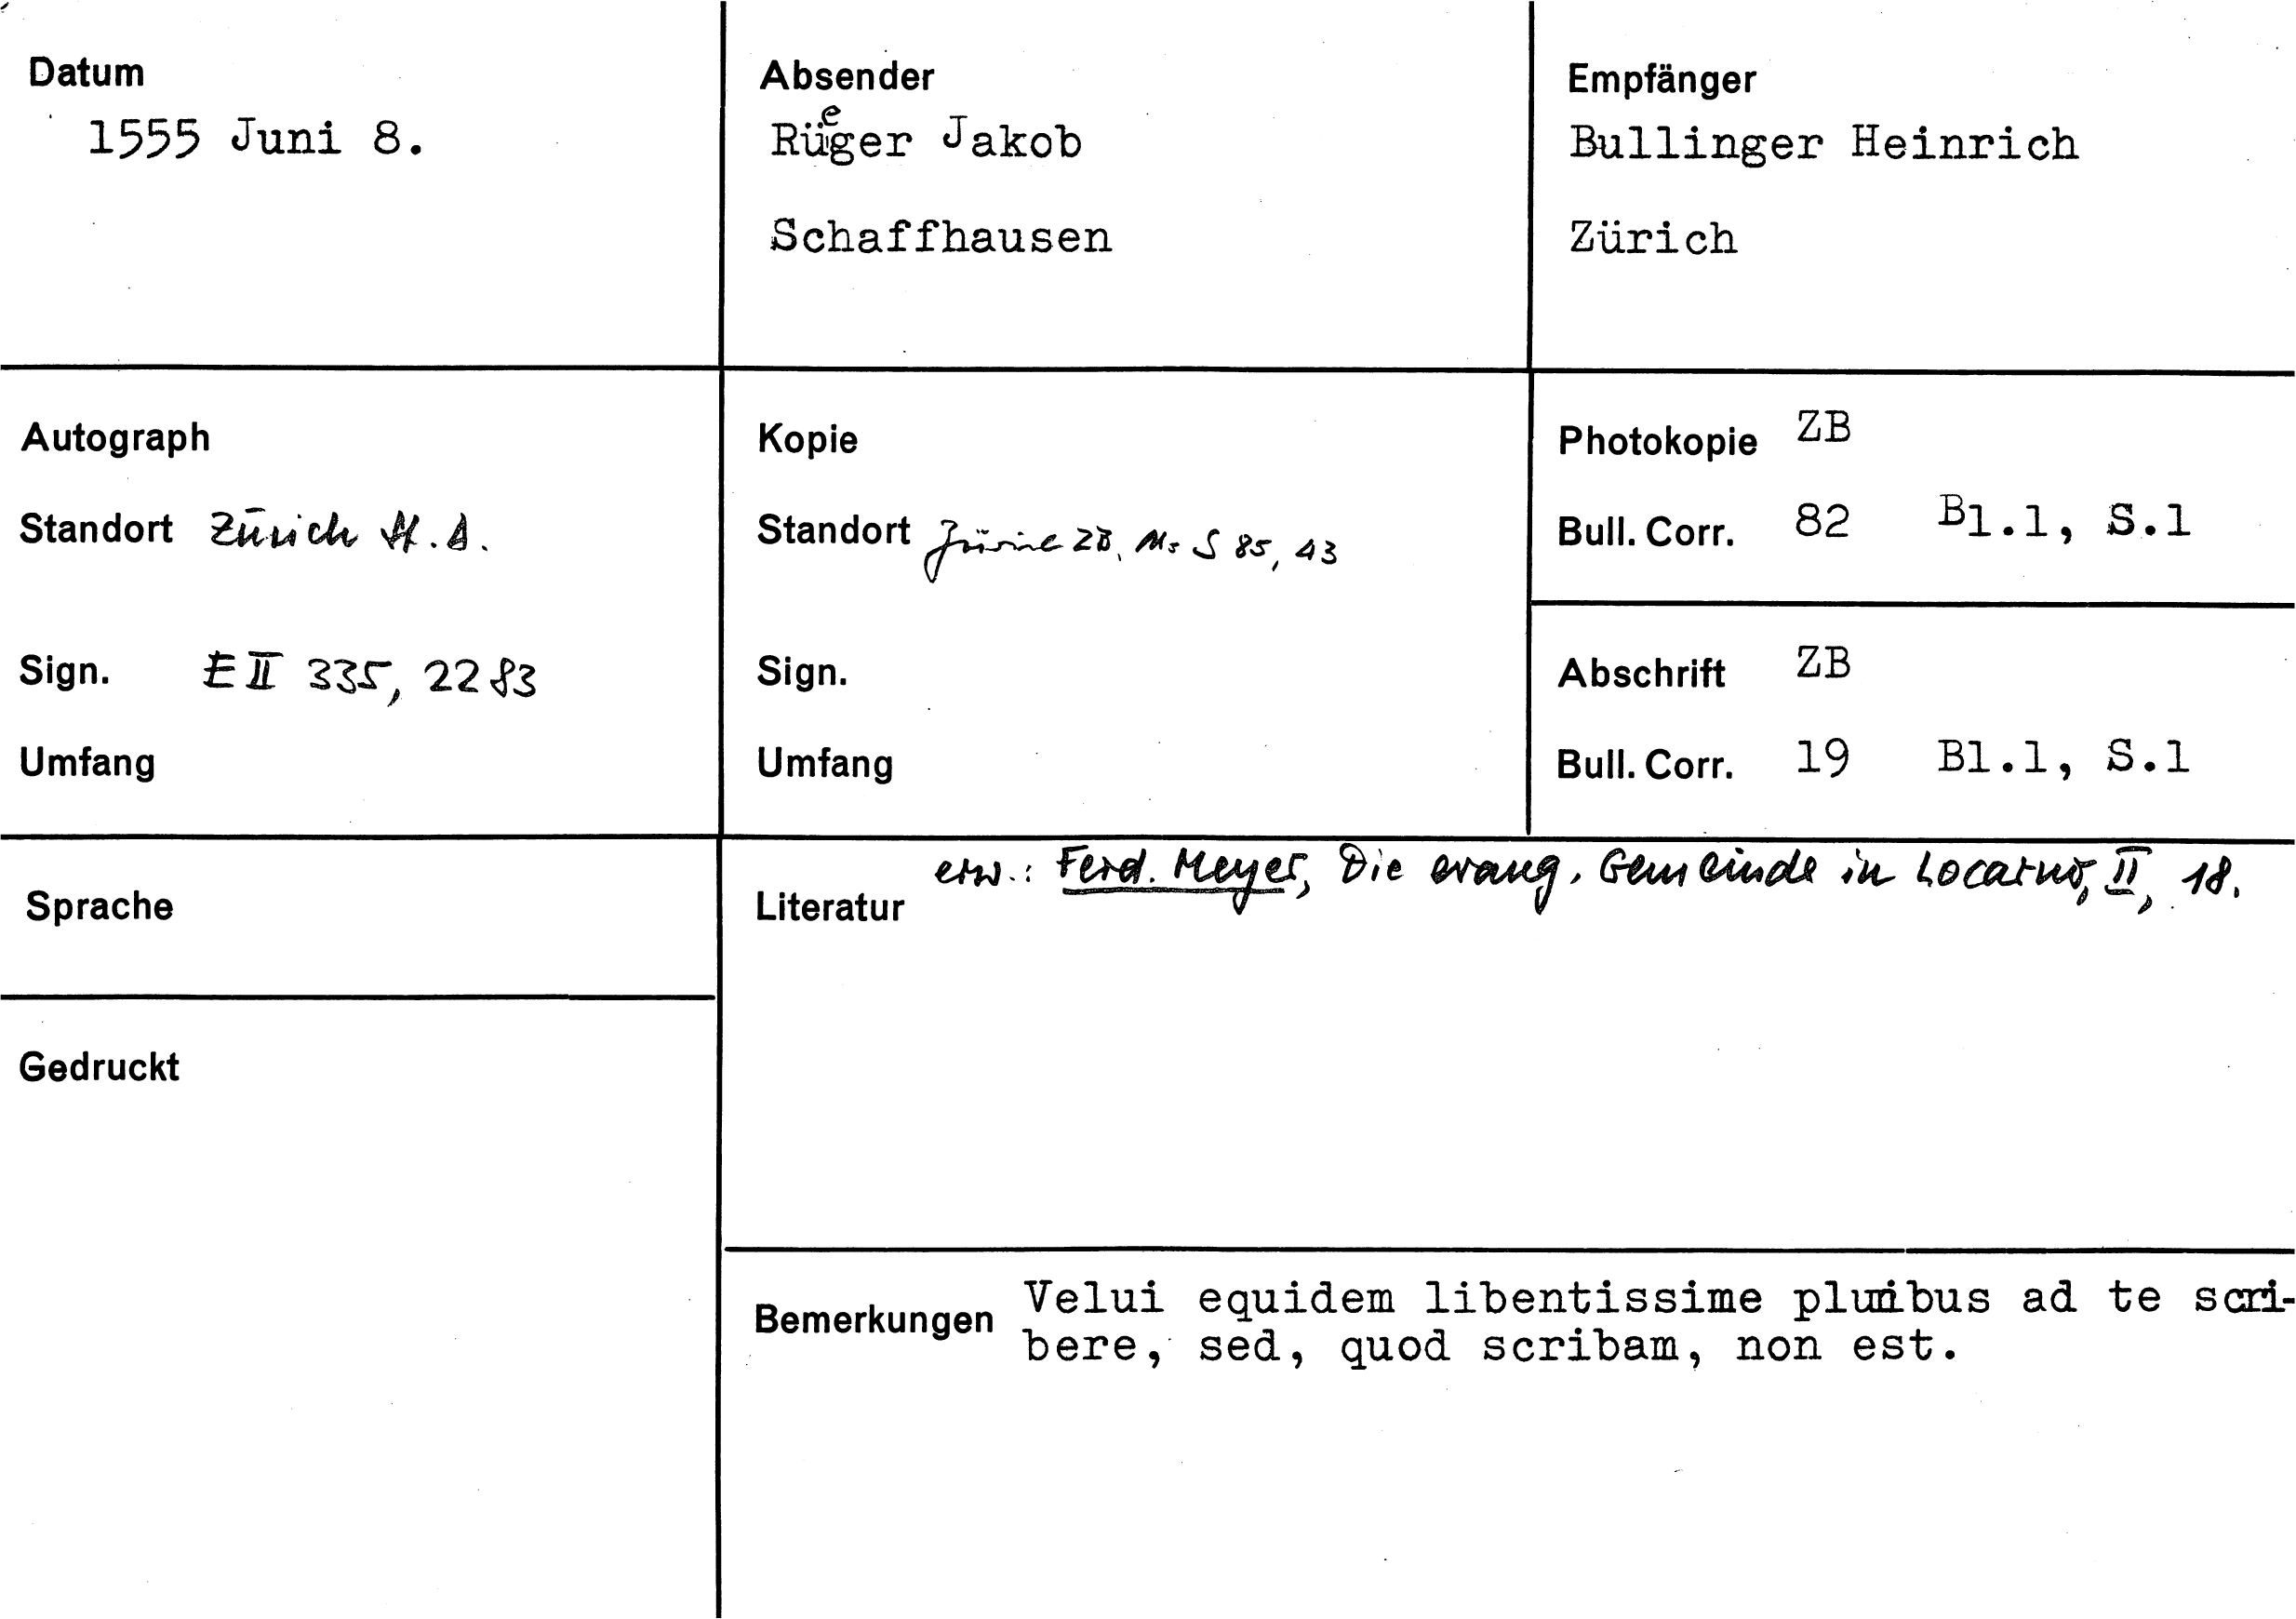 Datum
1555 Juni 8.
Absender
Rüeger Jakob
Schaffhausen
Empfänger
Bullinger Heinrich
Zürich
Autograph
Standort Zürich St.A.
Sign. E II 335, 2283
Umfang
Kopie
Standort Zürich ZB, Ms S 85, 43
Sign.
Umfang
Photokopie ZB
Bull. Corr. 82 Bl.1, S.1
Abschrift ZB
Bull. Corr. 19 Bl.1, S.1
Sprache
Gedruckt
Literatur erw.: Ferd. Meyer, Die evang. Gemeinde in Locarno, II, 18.
Bemerkungen Velui equidem libentissime pluribus ad te scri-
bere, sed, quod scribam, non est.